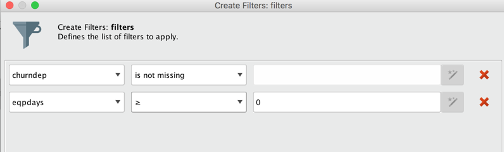 Create Filters: filters
Create Filters: filters
Defines the list of filters to apply.
churndep is not missing
eqpdays ≥ 0